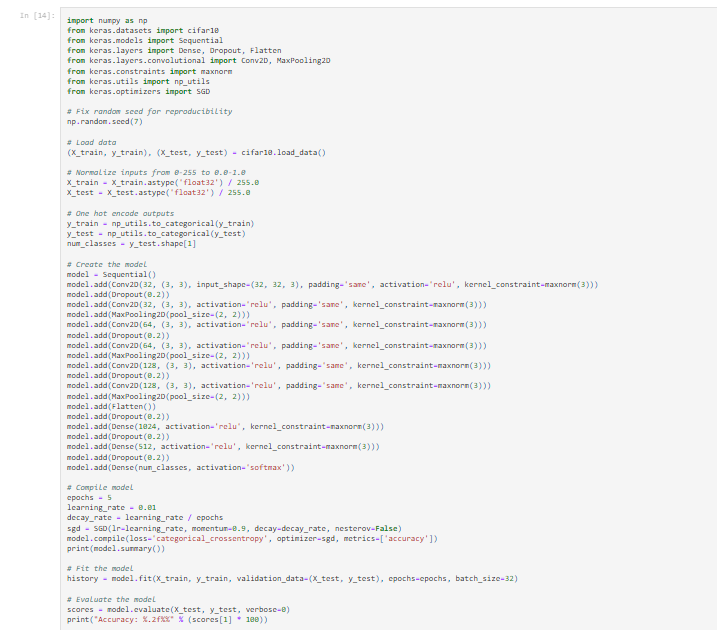 In [14]:
import numpy as np
from keras.datasets import cifar10
from keras.models import Sequential
from keras.layers import Dense, Dropout, Flatten
from keras.layers.convolutional import Conv2D, MaxPooling2D
from keras.constraints import maxnorm
from keras.utils import np_utils
from keras.optimizers import SGD
# Fix random seed for reproducibility
np.random.seed(7)
# Load data
(X_train, y_train), (X_test, y_test) = cifar10.load_data()
# Normalize inputs from 0-255 to 0.0-1.0
X_train = X_train.astype('float32') / 255.0
X_test = X_test.astype('float32') / 255.0
# One hot encode outputs
y_train = np_utils.to_categorical(y_train)
y_test = np_utils.to_categorical(y_test)
num_classes = y_test.shape[1]
# Create the model
model = Sequential()
model.add(Conv2D(32, (3, 3), input_shape=(32, 32, 3), padding='same', activation='relu', kernel_constraint=maxnorm(3)))
model.add(Dropout(0.2))
model.add(Conv2D(32, (3, 3), activation='relu', padding='same', kernel_constraint=maxnorm(3)))
model.add(MaxPooling2D(pool_size=(2, 2)))
model.add(Conv2D(64, (3, 3), activation='relu', padding='same', kernel_constraint=maxnorm(3)))
model.add(Dropout(0.2))
model.add(Conv2D(64, (3, 3), activation='relu', padding='same', kernel_constraint=maxnorm(3)))
model.add(MaxPooling2D(pool_size=(2, 2)))
model.add(Conv2D(128, (3, 3), activation='relu', padding='same', kernel_constraint=maxnorm(3)))
model.add(Dropout(0.2))
model.add(Conv2D(128, (3, 3), activation='relu', padding='same', kernel_constraint=maxnorm(3)))
model.add(MaxPooling2D(pool_size=(2, 2)))
model.add(Flatten())
model.add(Dropout(0.2))
model.add(Dense(1024, activation='relu', kernel_constraint=maxnorm(3)))
model.add(Dropout(0.2))
model.add(Dense(512, activation='relu', kernel_constraint=maxnorm(3)))
model.add(Dropout(0.2))
model.add(Dense(num_classes, activation='softmax'))
# Compile model
epochs = 5
learning_rate = 0.01
decay_rate = learning_rate / epochs
sgd = SGD(lr=learning_rate, momentum=0.9, decay=decay_rate, nesterov=False)
model.compile(loss='categorical_crossentropy', optimizer=sgd, metrics=['accuracy'])
print(model.summary())
# Fit the model
history = model.fit(X_train, y_train, validation_data=(X_test, y_test), epochs=epochs, batch_size=32)
# Evaluate the model
scores = model.evaluate(X_test, y_test, verbose=0)
print("Accuracy: %.2f%%" % (scores[1] * 100))